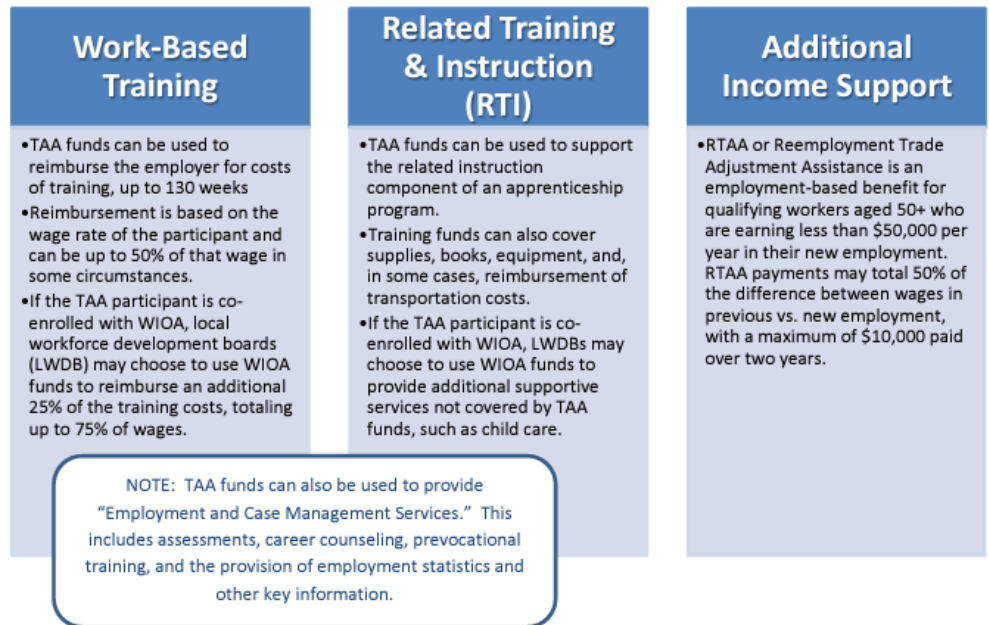 Work-Based
Training
•TAA funds can be used to
reimburse the employer for costs
of training, up to 130 weeks
•Reimbursement is based on the
wage rate of the participant and
can be up to 50% of that wage in
some circumstances.
•If the TAA participant is co-
enrolled with WIOA, local
workforce development boards
(LWDB) may choose to use WIOA
funds to reimburse an additional
25% of the training costs, totaling
up to 75% of wages.
Related Training
& Instruction
(RTI)
•TAA funds can be used to support
the related instruction
component of an apprenticeship
program.
•Training funds can also cover
supplies, books, equipment, and,
in some cases, reimbursement of
transportation costs.
•If the TAA participant is co-
enrolled with WIOA, LWDBs may
choose to use WIOA funds to
provide additional supportive
services not covered by TAA
funds, such as child care.
Additional
Income Support
•RTAA or Reemployment Trade
Adjustment Assistance is an
employment-based benefit for
qualifying workers aged 50+ who
are earning less than $50,000 per
year in their new employment.
RTAA payments may total 50% of
the difference between wages in
previous vs. new employment,
with a maximum of $10,000 paid
over two years.
NOTE:  TAA funds can also be used to provide
“Employment and Case Management Services.”  This
includes assessments, career counseling, prevocational
training, and the provision of employment statistics and
other key information.